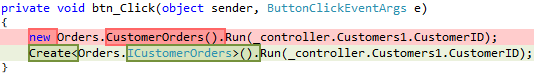 private void btn_Click(object sender, ButtonClickEventArgs e)
{
new Orders.CustomerOrders().Run(_controller.Customers1.CustomerID);
Create<Orders.ICustomerOrders>().Run(_controller.Customers1.CustomerID);
}